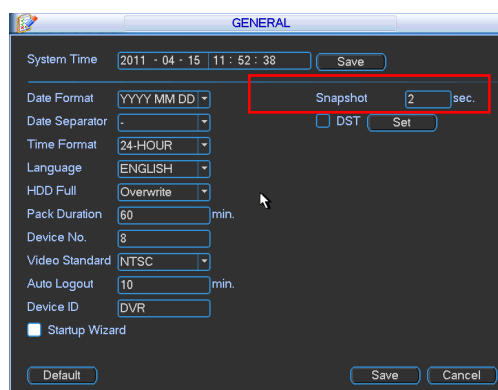 GENERAL
System Time 2011 - 04 - 15 11 : 52 : 38 Save
Date Format YYYY MM DD Snapshot 2 sec.
Date Separator - DST Set
Time Format 24-HOUR
Language ENGLISH
HDD Full Overwrite
Pack Duration 60 min.
Device No. 8
Video Standard NTSC
Auto Logout 10 min.
Device ID DVR
Startup Wizard
Default Save Cancel